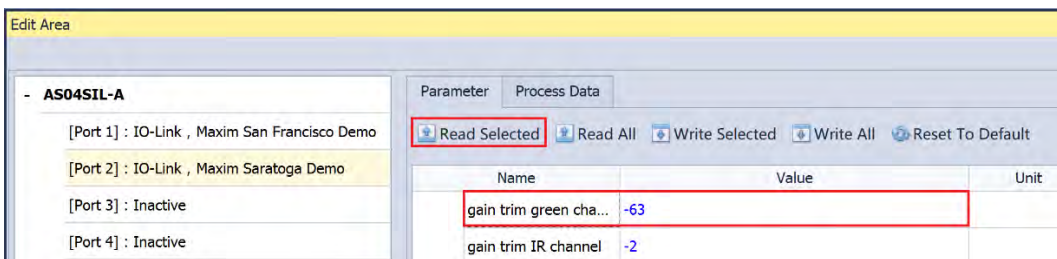 Edit Area
- AS04SIL-A
[Port 1] : IO-Link , Maxim San Francisco Demo
[Port 2] : IO-Link , Maxim Saratoga Demo
[Port 3] : Inactive
[Port 4] : Inactive
Parameter Process Data
Read Selected Read All Write Selected Write All Reset To Default
Name Value Unit
gain trim green cha... -63
gain trim IR channel -2